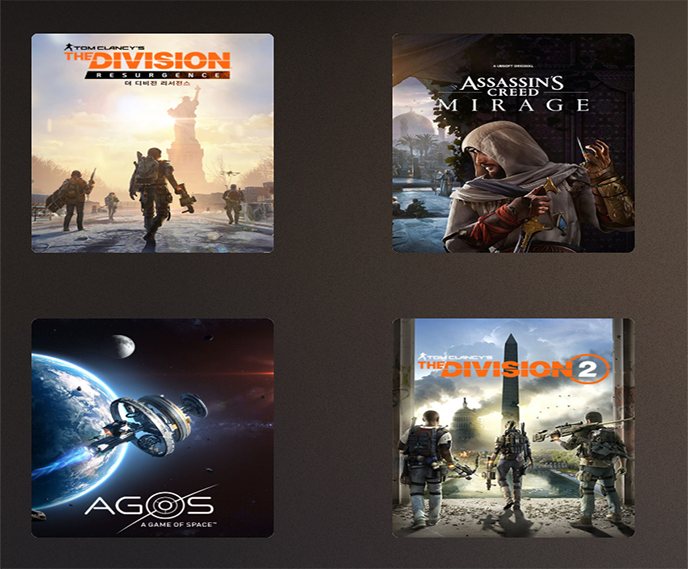 TOM CLANCY'S
THE DIVISION
RESURGENCE
더 디비전 리서전스
A UBISOFT ORIGINAL
ASSASSIN'S
CREED
MIRAGE
AGOS
A GAME OF SPACE™
TOM CLANCY'S
THE DIVISION 2